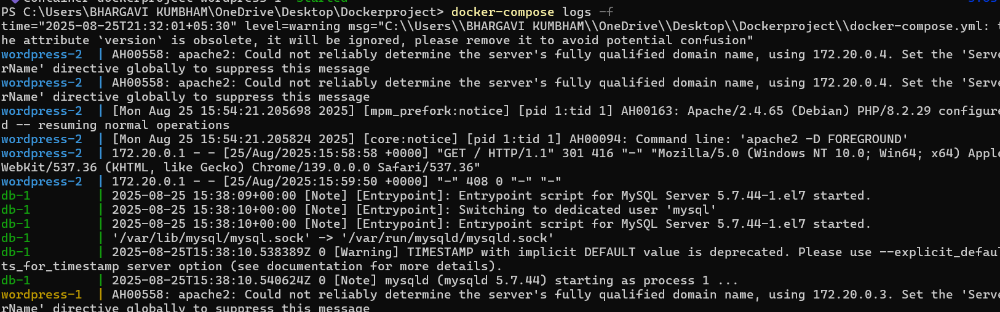 Container dockerproject-wordpress-1  Started
PS C:\Users\BHARGAVI KUMBHAM\OneDrive\Desktop\Dockerproject> docker-compose logs -f
time="2025-08-25T21:32:01+05:30" level=warning msg="C:\\Users\\BHARGAVI KUMBHAM\\OneDrive\\Desktop\\Dockerproject\\docker-compose.yml: t
he attribute `version` is obsolete, it will be ignored, please remove it to avoid potential confusion"
wordpress-2  | AH00558: apache2: Could not reliably determine the server's fully qualified domain name, using 172.20.0.4. Set the 'Serve
rName' directive globally to suppress this message
wordpress-2  | AH00558: apache2: Could not reliably determine the server's fully qualified domain name, using 172.20.0.4. Set the 'Serve
rName' directive globally to suppress this message
wordpress-2  | [Mon Aug 25 15:54:21.205698 2025] [mpm_prefork:notice] [pid 1:tid 1] AH00163: Apache/2.4.65 (Debian) PHP/8.2.29 configure
d -- resuming normal operations
wordpress-2  | [Mon Aug 25 15:54:21.205824 2025] [core:notice] [pid 1:tid 1] AH00094: Command line: 'apache2 -D FOREGROUND'
wordpress-2  | 172.20.0.1 - - [25/Aug/2025:15:58:58 +0000] "GET / HTTP/1.1" 301 416 "-" "Mozilla/5.0 (Windows NT 10.0; Win64; x64) Apple
WebKit/537.36 (KHTML, like Gecko) Chrome/139.0.0.0 Safari/537.36"
wordpress-2  | 172.20.0.1 - - [25/Aug/2025:15:59:50 +0000] "-" 408 0 "-" "-"
db-1         | 2025-08-25 15:38:09+00:00 [Note] [Entrypoint]: Entrypoint script for MySQL Server 5.7.44-1.el7 started.
db-1         | 2025-08-25 15:38:10+00:00 [Note] [Entrypoint]: Switching to dedicated user 'mysql'
db-1         | 2025-08-25 15:38:10+00:00 [Note] [Entrypoint]: Entrypoint script for MySQL Server 5.7.44-1.el7 started.
db-1         | '/var/lib/mysql/mysql.sock' -> '/var/run/mysqld/mysqld.sock'
db-1         | 2025-08-25T15:38:10.538389Z 0 [Warning] TIMESTAMP with implicit DEFAULT value is deprecated. Please use --explicit_defaul
ts_for_timestamp server option (see documentation for more details).
db-1         | 2025-08-25T15:38:10.540624Z 0 [Note] mysqld (mysqld 5.7.44) starting as process 1 ...
wordpress-1  | AH00558: apache2: Could not reliably determine the server's fully qualified domain name, using 172.20.0.3. Set the 'Serve
rName' directive globally to suppress this message